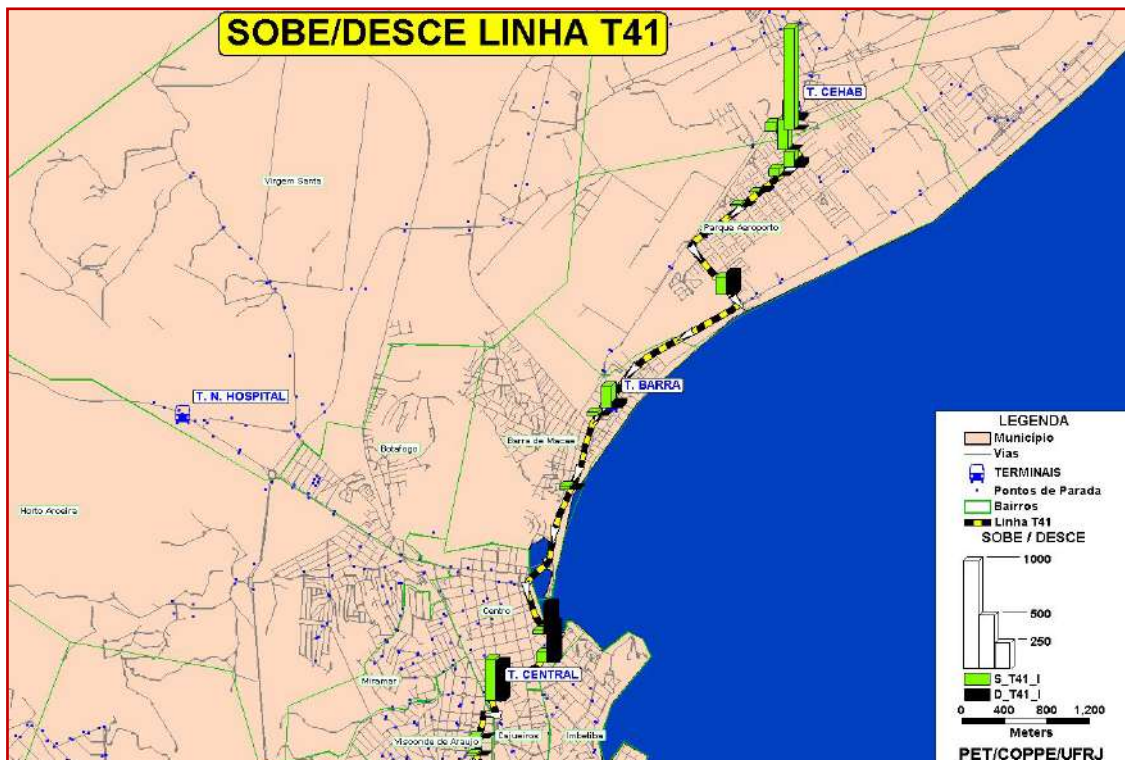 SOBE/DESCE LINHA T41
T. CEHAB
Virgem Santa
Parque Aeroporto
T. BARRA
T. N. HOSPITAL
Barra de Macae
Botafogo
Horto Aroeira
Centro
T. CENTRAL
Miramar
Visconde de Araujo
Cajueiros
Imbetiba
LEGENDA
Município
Vias
TERMINAIS
Pontos de Parada
Bairros
Linha T41
SOBE / DESCE
1000
500
250
S_T41_I
D_T41_I
0 400 800 1,200
Meters
PET/COPPE/UFRJ